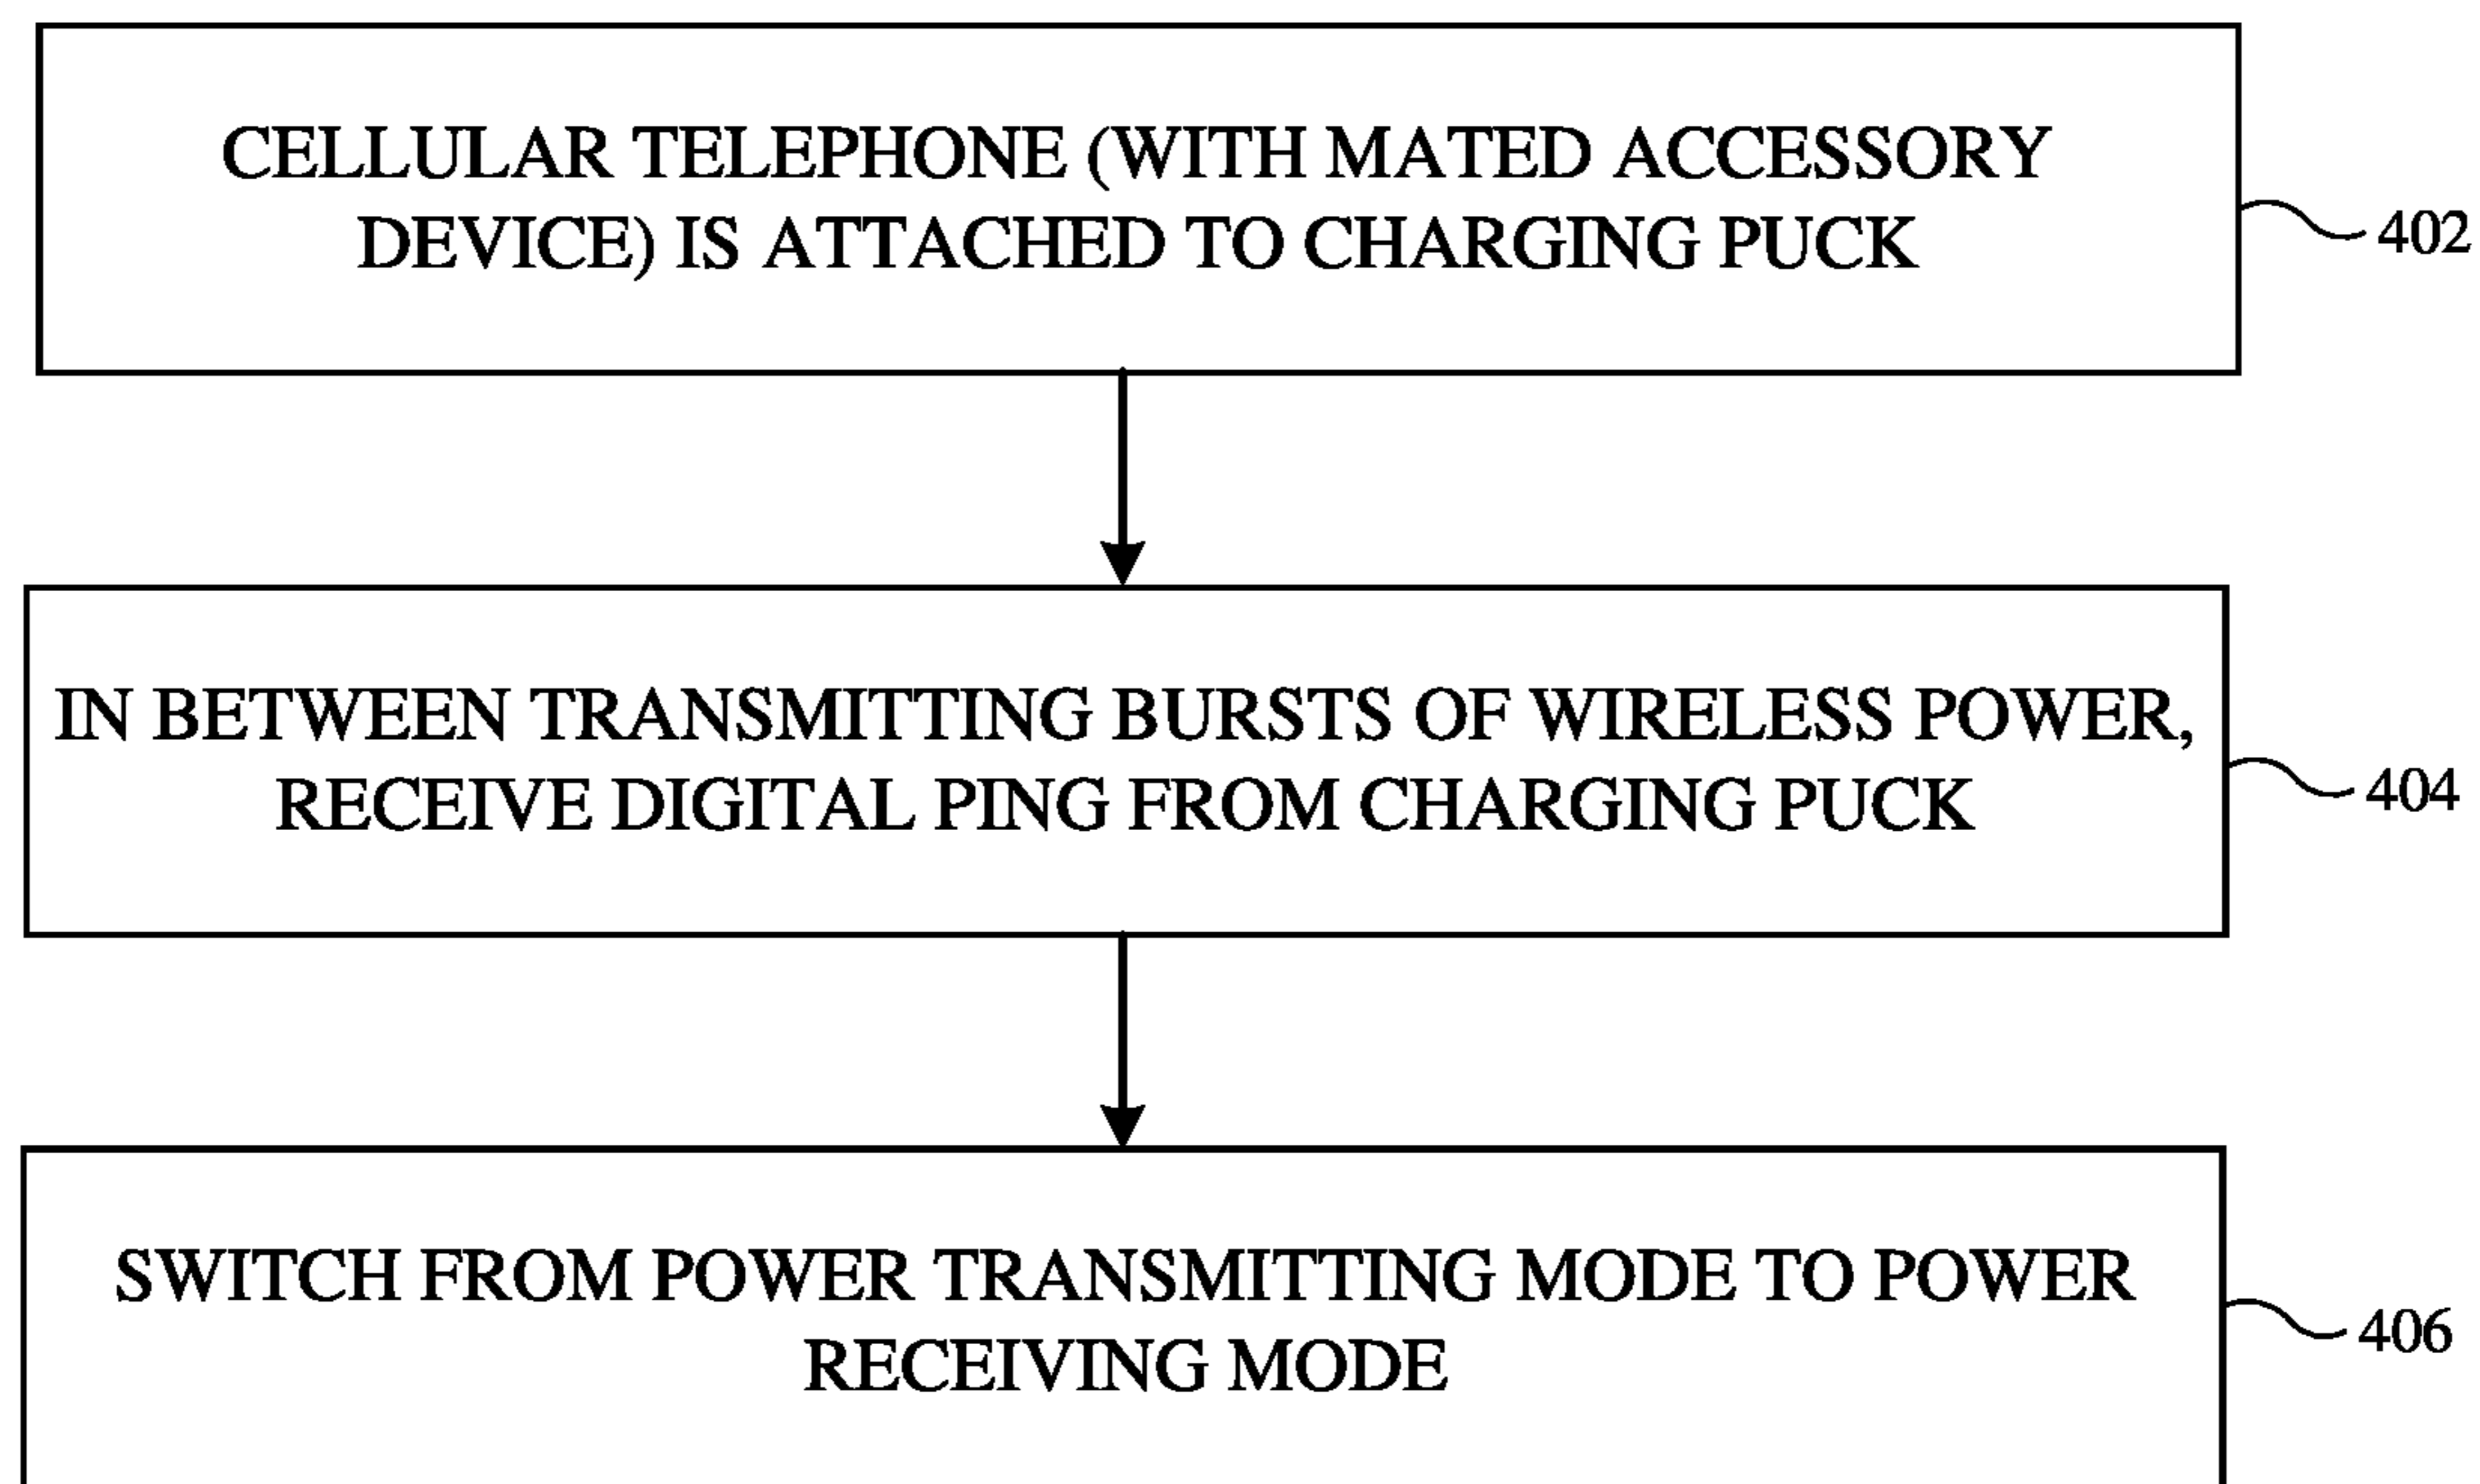 CELLULAR TELEPHONE (WITH MATED ACCESSORY
DEVICE) IS ATTACHED TO CHARGING PUCK
402
IN BETWEEN TRANSMITTING BURSTS OF WIRELESS POWER,
RECEIVE DIGITAL PING FROM CHARGING PUCK
404
SWITCH FROM POWER TRANSMITTING MODE TO POWER
RECEIVING MODE
406